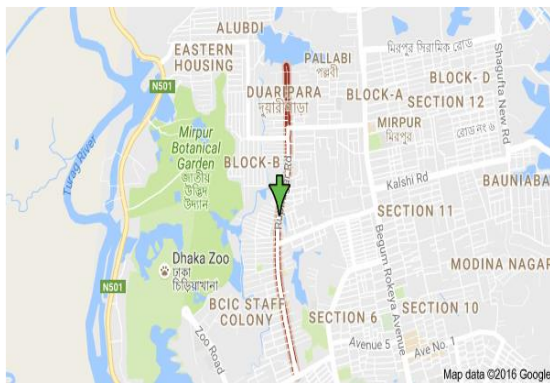 ALUBDI
EASTERN
HOUSING
PALLABI
পল্লবী
মিরপুর সিরামিক রোড
Shagufta New Rd
N501
DUARIPARA
দুয়ারীপাড়া
BLOCK-A
BLOCK- D
SECTION 12
Mirpur
Botanical
Garden
জাতীয়
উদ্ভিদ
উদ্যান
MIRPUR
মিরপুর
রোড নং ৬
Turag River
BLOCK-B
Kalshi Rd
BAUNIABA
SECTION 11
Begum Rokeya Avenue
Dhaka Zoo
ঢাকা
চিড়িয়াখানা
MODINA NAGAR
N501
BCIC STAFF
COLONY
Zoo Road
SECTION 6
SECTION 10
Avenue 5
Ave No. 1
Map data ©2016 Google